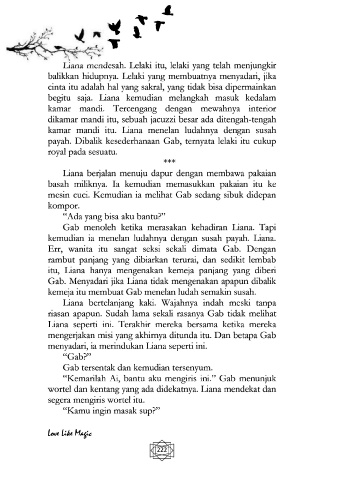 Liana mendesah. Lelaki itu, lelaki yang telah menjungkir
balikkan hidupnya. Lelaki yang membuatnya menyadari, jika
cinta itu adalah hal yang sakral, yang tidak bisa dipermainkan
begitu saja. Liana kemudian melangkah masuk kedalam
kamar mandi. Tercengang dengan mewahnya interior
dikamar mandi itu, sebuah jacuzzi besar ada ditengah-tengah
kamar mandi itu. Liana menelan ludahnya dengan susah
payah. Dibalik kesederhanaan Gab, ternyata lelaki itu cukup
royal pada sesuatu.
***
Liana berjalan menuju dapur dengan membawa pakaian
basah miliknya. Ia kemudian memasukkan pakaian itu ke
mesin cuci. Kemudian ia melihat Gab sedang sibuk didepan
kompor.
“Ada yang bisa aku bantu?”
Gab menoleh ketika merasakan kehadiran Liana. Tapi
kemudian ia menelan ludahnya dengan susah payah. Liana.
Err, wanita itu sangat seksi sekali dimata Gab. Dengan
rambut panjang yang dibiarkan terurai, dan sedikit lembab
itu, Liana hanya mengenakan kemeja panjang yang diberi
Gab. Menyadari jika Liana tidak mengenakan apapun dibalik
kemeja itu membuat Gab menelan ludah semakin susah.
Liana bertelanjang kaki. Wajahnya indah meski tanpa
riasan apapun. Sudah lama sekali rasanya Gab tidak melihat
Liana seperti ini. Terakhir mereka bersama ketika mereka
mengerjakan misi yang akhirnya ditunda itu. Dan betapa Gab
menyadari, ia merindukan Liana seperti ini.
“Gab?”
Gab tersentak dan kemudian tersenyum.
“Kemarilah Ai, bantu aku mengiris ini.” Gab menunjuk
wortel dan kentang yang ada didekatnya. Liana mendekat dan
segera mengiris wortel itu.
“Kamu ingin masak sup?”
Love Like Magic
222